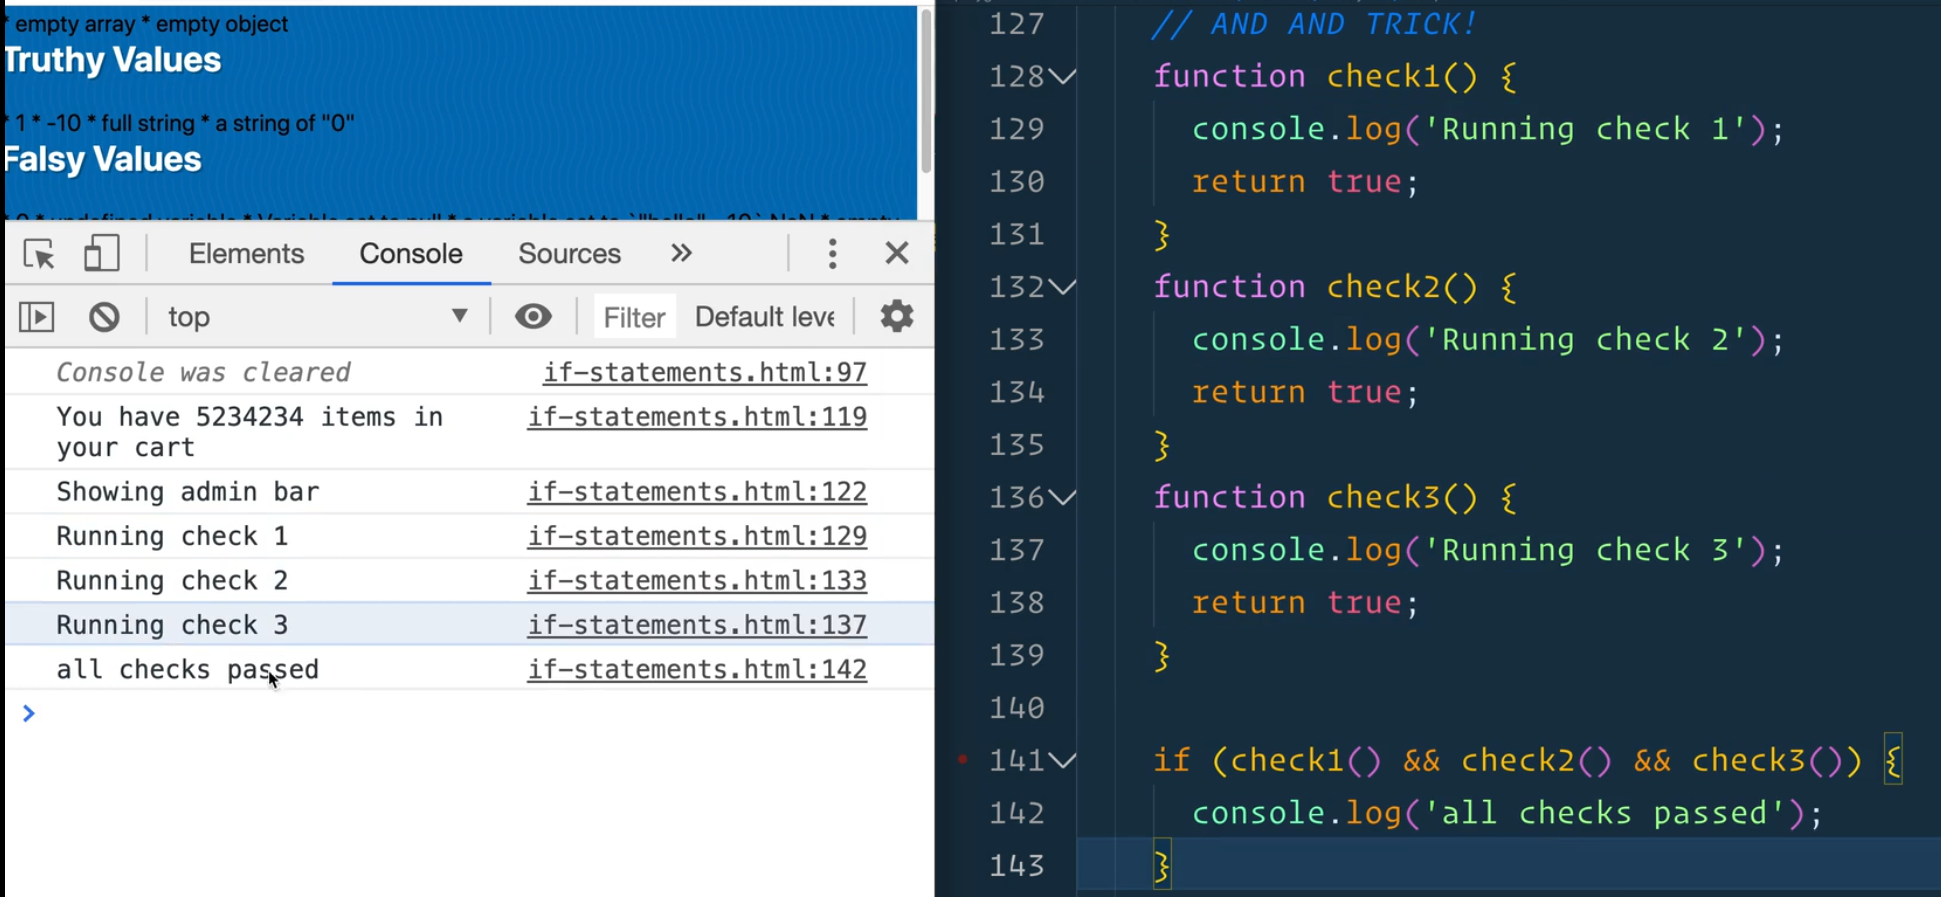 * empty array * empty object
Truthy Values
* 1 * -10 * full string * a string of "0"
Falsy Values
Elements
Console
Sources
top
Filter
Default leve
Console was cleared if-statements.html:97
You have 5234234 items in if-statements.html:119
your cart
Showing admin bar if-statements.html:122
Running check 1 if-statements.html:129
Running check 2 if-statements.html:133
Running check 3 if-statements.html:137
all checks passed if-statements.html:142
127 // AND AND TRICK!
128 function check1() {
129 console.log('Running check 1');
130 return true;
131 }
132 function check2() {
133 console.log('Running check 2');
134 return true;
135 }
136 function check3() {
137 console.log('Running check 3');
138 return true;
139 }
140
141 if (check1() && check2() && check3()) {
142 console.log('all checks passed');
143 }